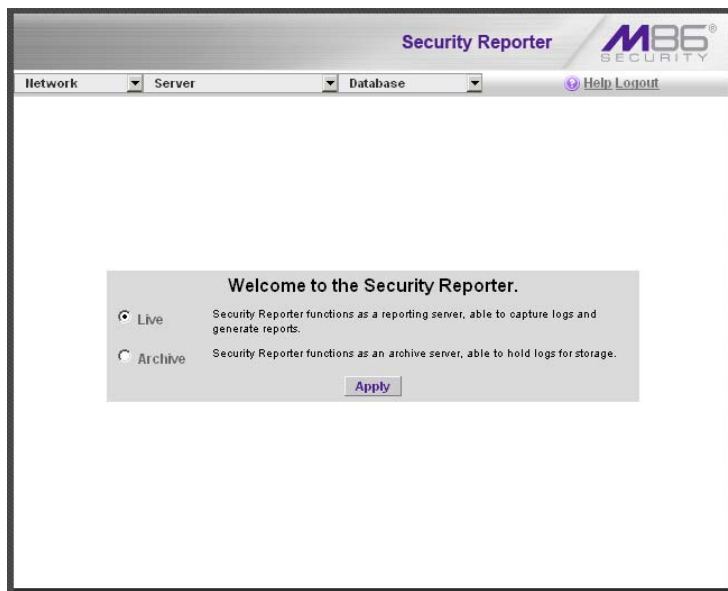 Security Reporter
M86®
SECURITY
Network
Server
Database
Help Logout
Welcome to the Security Reporter.
Live
Security Reporter functions as a reporting server, able to capture logs and
generate reports.
Archive
Security Reporter functions as an archive server, able to hold logs for storage.
Apply